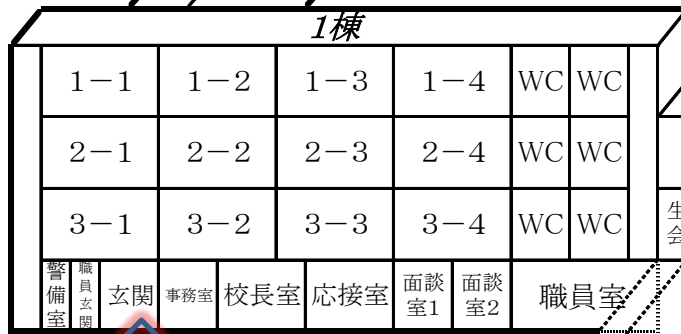 1棟
1－1 1－2 1－3 1－4 WC WC
2－1 2－2 2－3 2－4 WC WC
3－1 3－2 3－3 3－4 WC WC
生
会
警備室 職員玄関 玄関 事務室 校長室 応接室 面談室1 面談室2 職員室